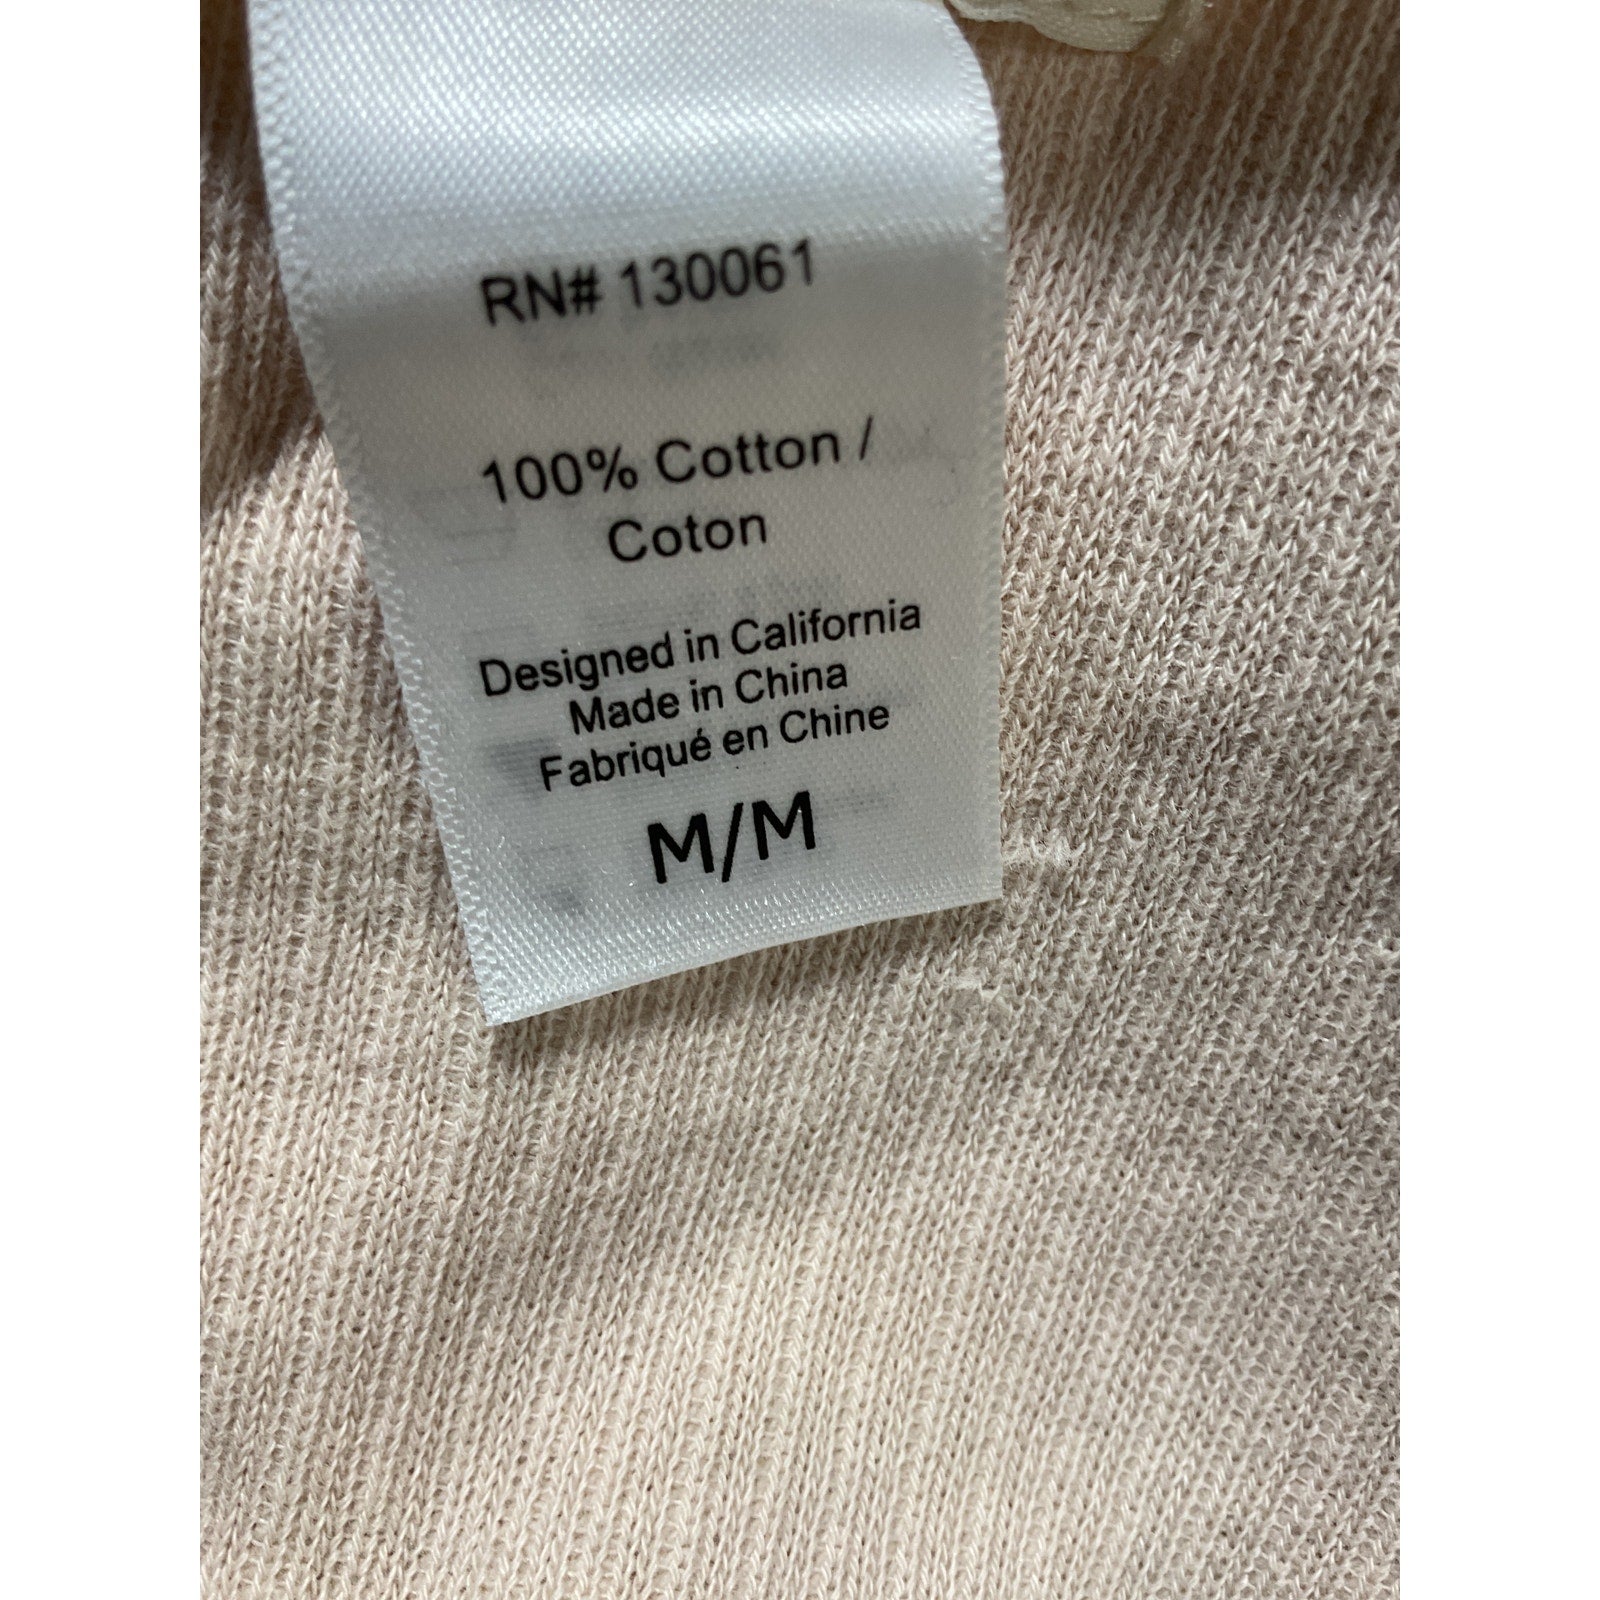 RN# 130061
100% Cotton /
Coton
Designed in California
Made in China
Fabriqué en Chine
M/M